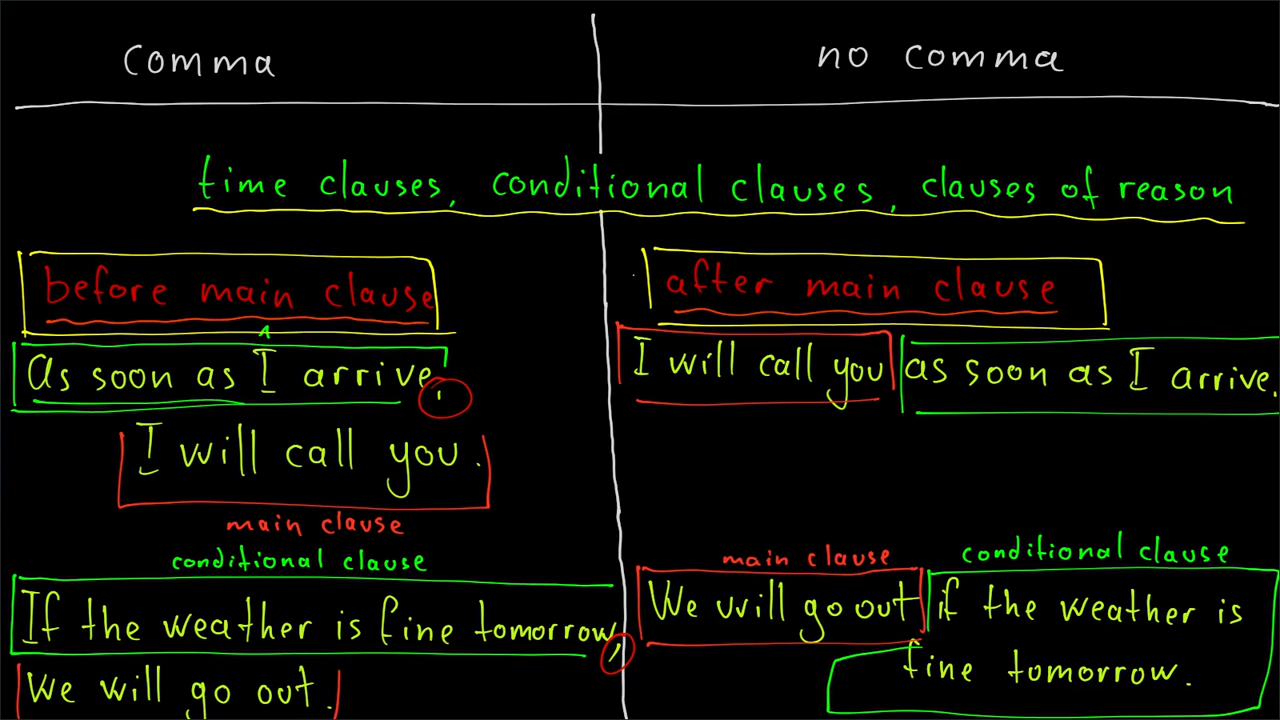 comma
no comma
time clauses, conditional clauses, clauses of reason
before main clause
As soon as I arrive,
I will call you.
main clause
conditional clause
If the weather is fine tomorrow,
We will go out.
after main clause
I will call you as soon as I arrive.
main clause
conditional clause
We will go out if the weather is
fine tomorrow.